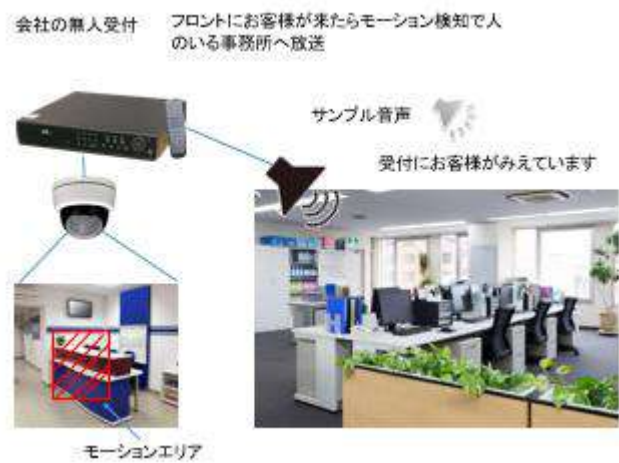 会社の無人受付
フロントにお客様が来たらモーション検知で人
のいる事務所へ放送
サンプル音声
受付にお客様がみえています
モーションエリア